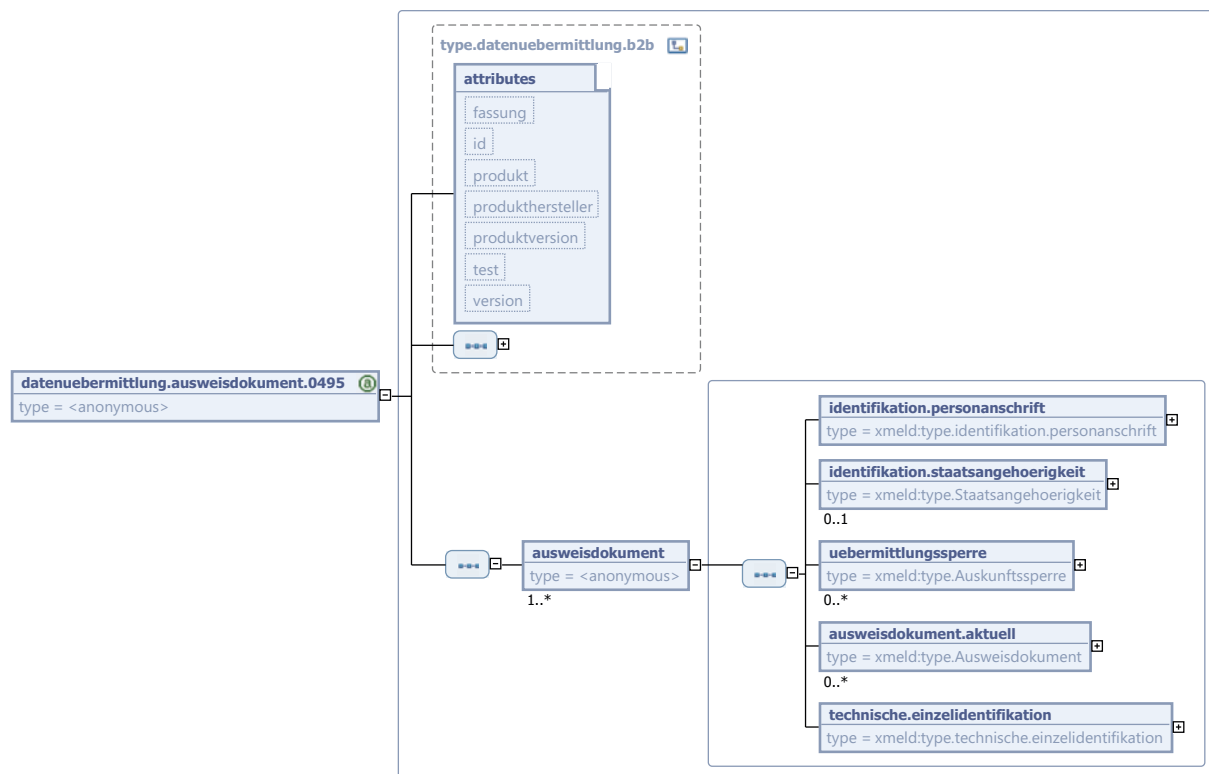 type.datenuebermittlung.b2b
attributes
fassung
id
produkt
produkthersteller
produktversion
test
version
datenuebermittlung.ausweisdokument.0495
type = <anonymous>
ausweisdokument
type = <anonymous>
1..*
identifikation.personanschrift
type = xmeld:type.identifikation.personanschrift
identifikation.staatsangehoerigkeit
type = xmeld:type.Staatsangehoerigkeit
0..1
uebermittlungssperre
type = xmeld:type.Auskunftssperre
0..*
ausweisdokument.aktuell
type = xmeld:type.Ausweisdokument
0..*
technische.einzelidentifikation
type = xmeld:type.technische.einzelidentifikation